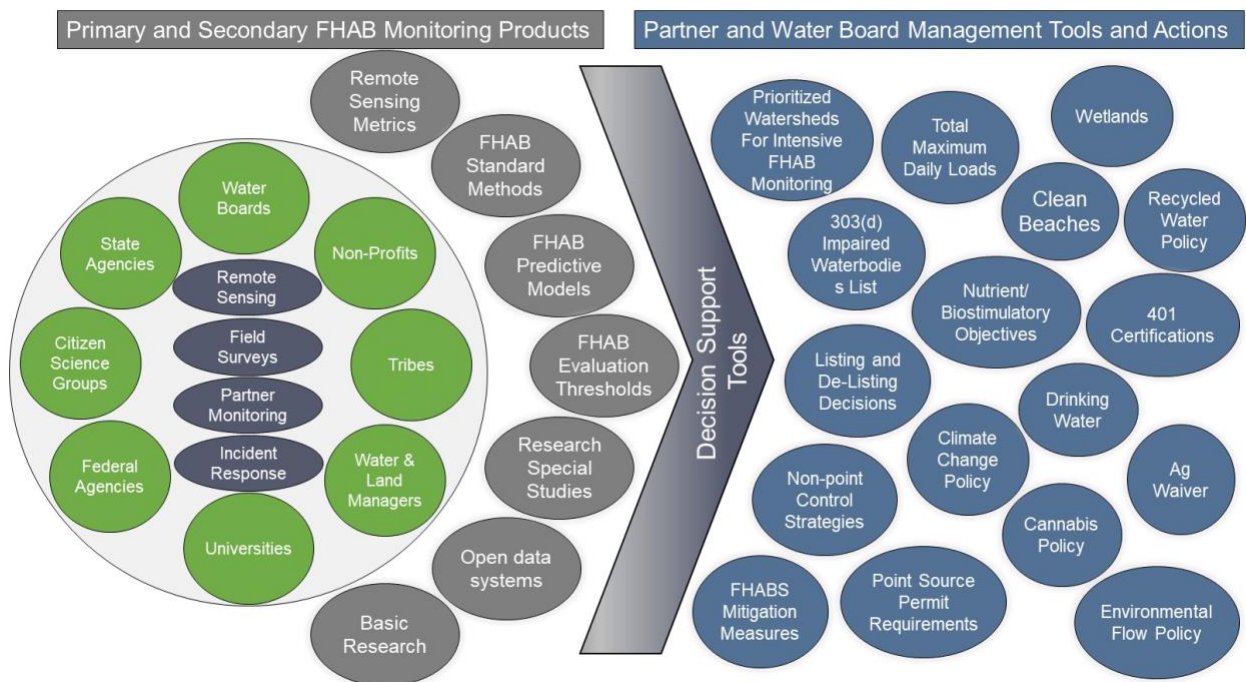 Primary and Secondary FHAB Monitoring Products
Partner and Water Board Management Tools and Actions
Water
Boards
State
Agencies
Non-Profits
Citizen
Science
Groups
Tribes
Federal
Agencies
Water &
Land
Managers
Universities
Remote
Sensing
Field
Surveys
Partner
Monitoring
Incident
Response
Remote
Sensing
Metrics
FHAB
Standard
Methods
FHAB
Predictive
Models
FHAB
Evaluation
Thresholds
Research
Special
Studies
Open data
systems
Basic
Research
Decision Support
Tools
Prioritized
Watersheds
For Intensive
FHAB
Monitoring
Total
Maximum
Daily Loads
Wetlands
Clean
Beaches
Recycled
Water
Policy
303(d)
Impaired
Waterbodie
s List
Nutrient/
Biostimulatory
Objectives
401
Certifications
Listing and
De-Listing
Decisions
Drinking
Water
Climate
Change
Policy
Ag
Waiver
Non-point
Control
Strategies
Cannabis
Policy
FHABS
Mitigation
Measures
Point Source
Permit
Requirements
Environmental
Flow Policy